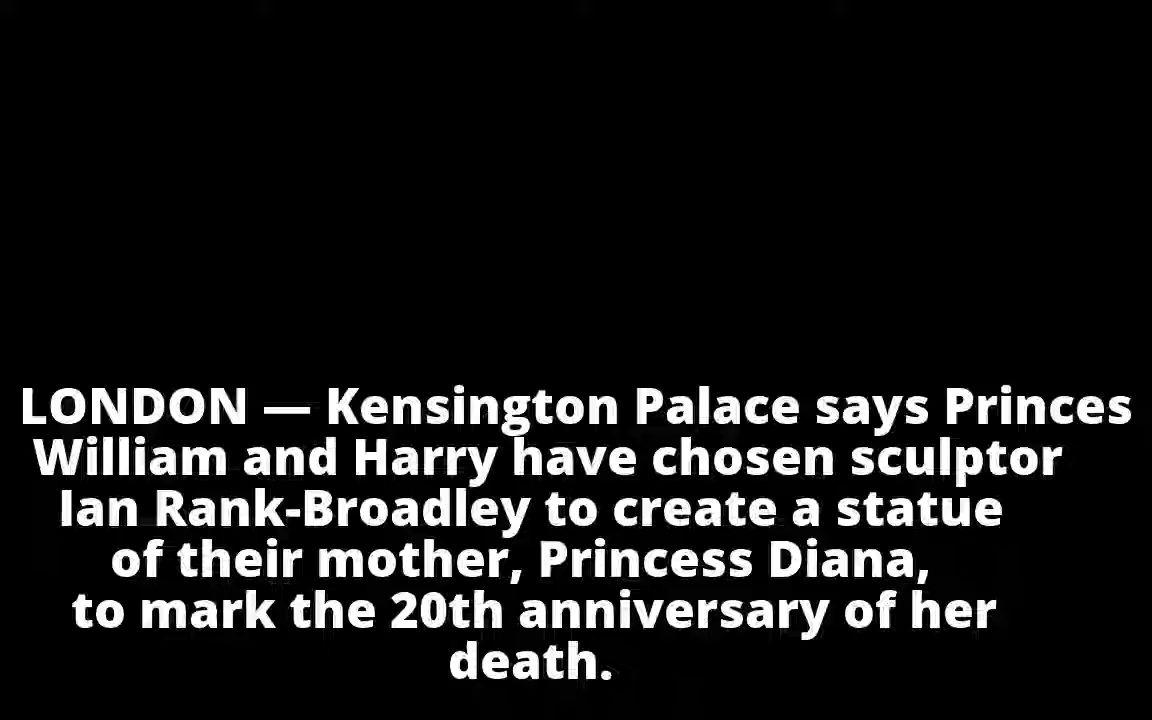 LONDON — Kensington Palace says Princes
William and Harry have chosen sculptor
Ian Rank-Broadley to create a statue
of their mother, Princess Diana,
to mark the 20th anniversary of her
death.